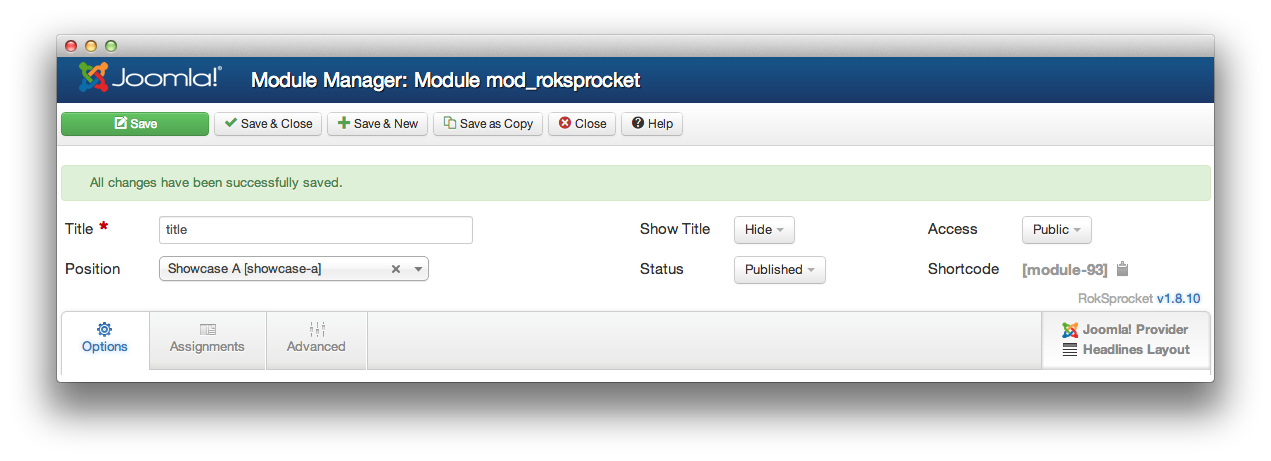 Joomla!® Module Manager: Module mod_roksprocket
Save Save & Close Save & New Save as Copy Close Help
All changes have been successfully saved.
Title * title Show Title Hide Access Public
Position Showcase A [showcase-a] Status Published Shortcode [module-93]
RokSprocket v1.8.10
Options Assignments Advanced
Joomla! Provider
Headlines Layout